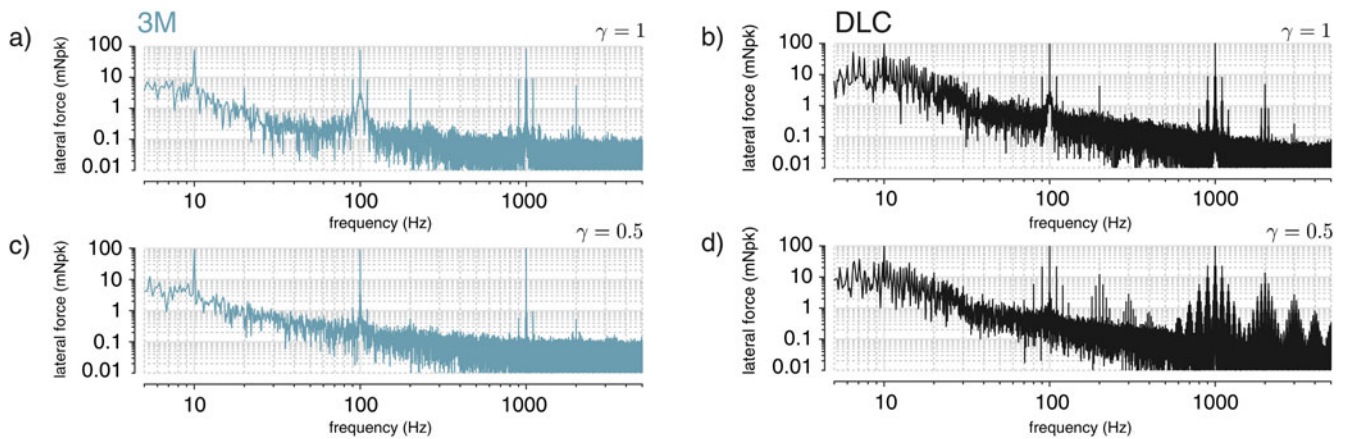 3M
DLC
a)
γ = 1
b)
γ = 1
lateral force (mNpk)
100
10
1
0.1
0.01
10
100
1000
frequency (Hz)
lateral force (mNpk)
100
10
1
0.1
0.01
10
100
1000
frequency (Hz)
c)
γ = 0.5
d)
γ = 0.5
lateral force (mNpk)
100
10
1
0.1
0.01
10
100
1000
frequency (Hz)
lateral force (mNpk)
100
10
1
0.1
0.01
10
100
1000
frequency (Hz)